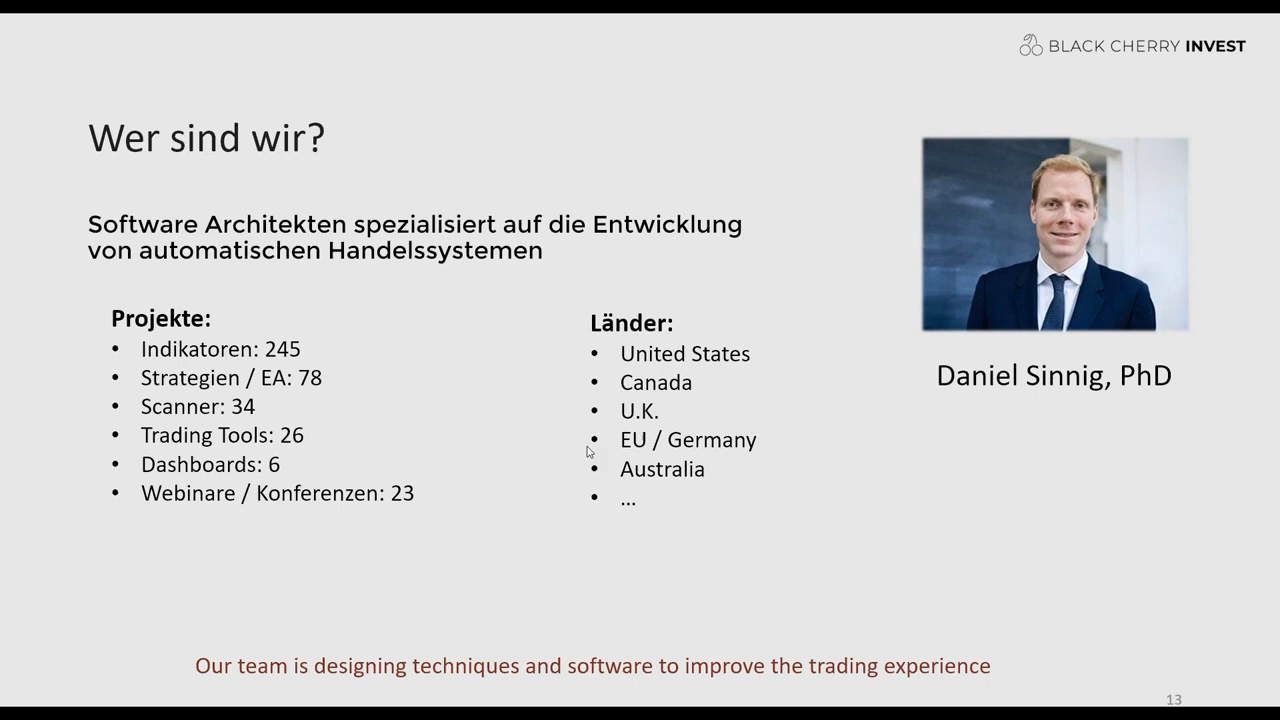 BLACK CHERRY INVEST
Wer sind wir?
Software Architekten spezialisiert auf die Entwicklung
von automatischen Handelssystemen
Projekte:
• Indikatoren: 245
• Strategien / EA: 78
• Scanner: 34
• Trading Tools: 26
• Dashboards: 6
• Webinare / Konferenzen: 23
Länder:
• United States
• Canada
• U.K.
• EU / Germany
• Australia
• ...
Daniel Sinnig, PhD
Our team is designing techniques and software to improve the trading experience
13